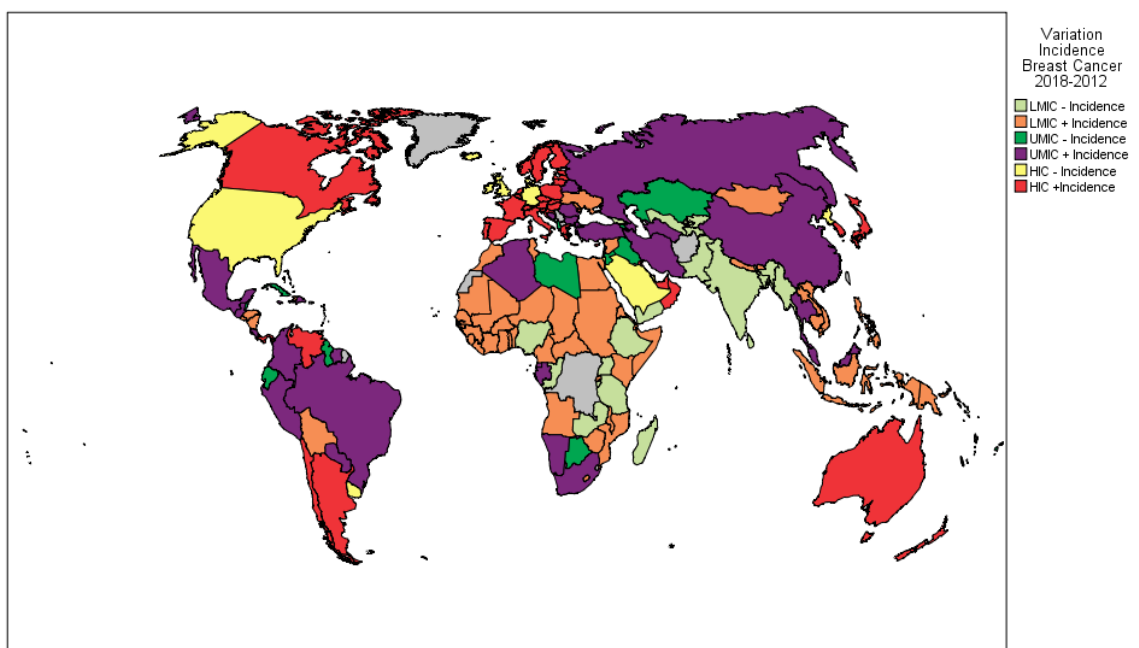 Variation
Incidence
Breast Cancer
2018-2012
LMIC - Incidence
LMIC + Incidence
UMIC - Incidence
UMIC + Incidence
HIC - Incidence
HIC +Incidence